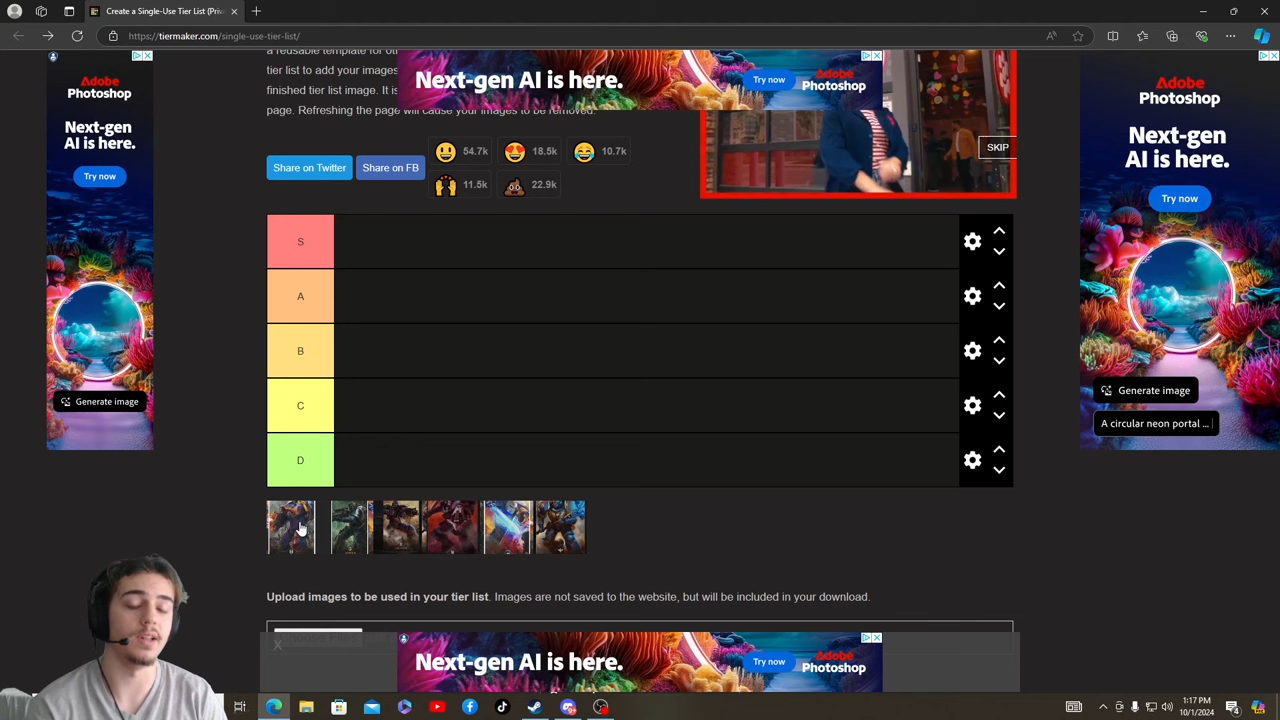 Create a Single-Use Tier List (Priv
https://tiermaker.com/single-use-tier-list/
a reusable template for ot
tier list to add your images
finished tier list image. It is
page. Refreshing the page will cause your images to be removed.
Next-gen AI is here.
Try now
Adobe
Photoshop
SKIP
Adobe
Photoshop
Next-gen
AI is here.
Try now
Generate image
Adobe
Photoshop
Next-gen
AI is here.
Try now
Generate image
A circular neon portal ...
Share on Twitter
Share on FB
54.7k
18.5k
10.7k
11.5k
22.9k
S
A
B
C
D
Upload images to be used in your tier list. Images are not saved to the website, but will be included in your download.
X
Next-gen AI is here.
Try now
Adobe
Photoshop
1:17 PM
10/1/2024